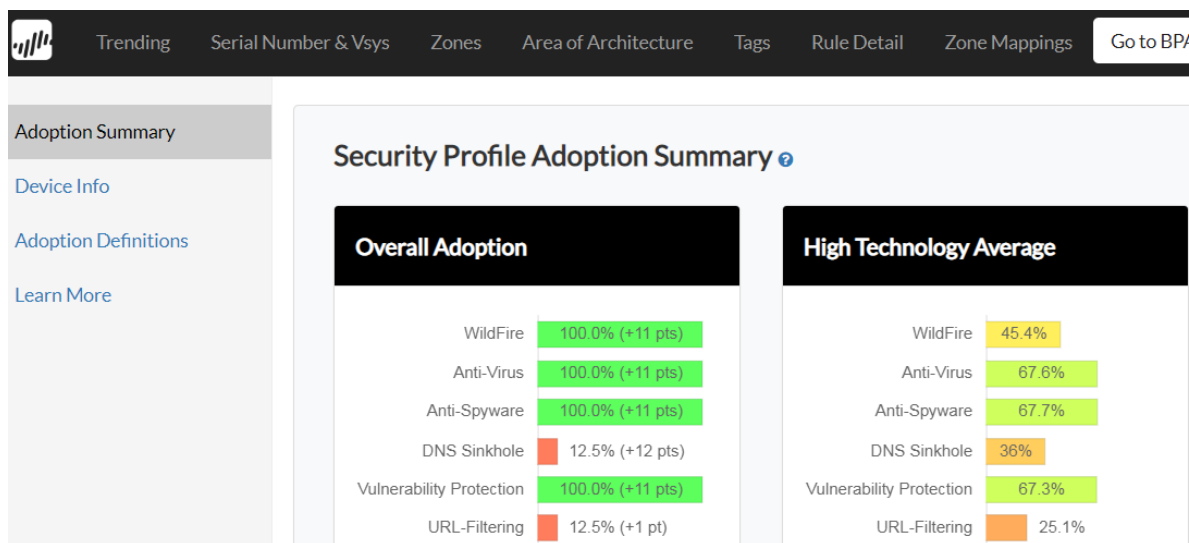 Trending Serial Number & Vsys Zones Area of Architecture Tags Rule Detail Zone Mappings Go to BPA
Adoption Summary
Device Info
Adoption Definitions
Learn More
Security Profile Adoption Summary ?
Overall Adoption
WildFire 100.0% (+11 pts)
Anti-Virus 100.0% (+11 pts)
Anti-Spyware 100.0% (+11 pts)
DNS Sinkhole 12.5% (+12 pts)
Vulnerability Protection 100.0% (+11 pts)
URL-Filtering 12.5% (+1 pt)
High Technology Average
WildFire 45.4%
Anti-Virus 67.6%
Anti-Spyware 67.7%
DNS Sinkhole 36%
Vulnerability Protection 67.3%
URL-Filtering 25.1%